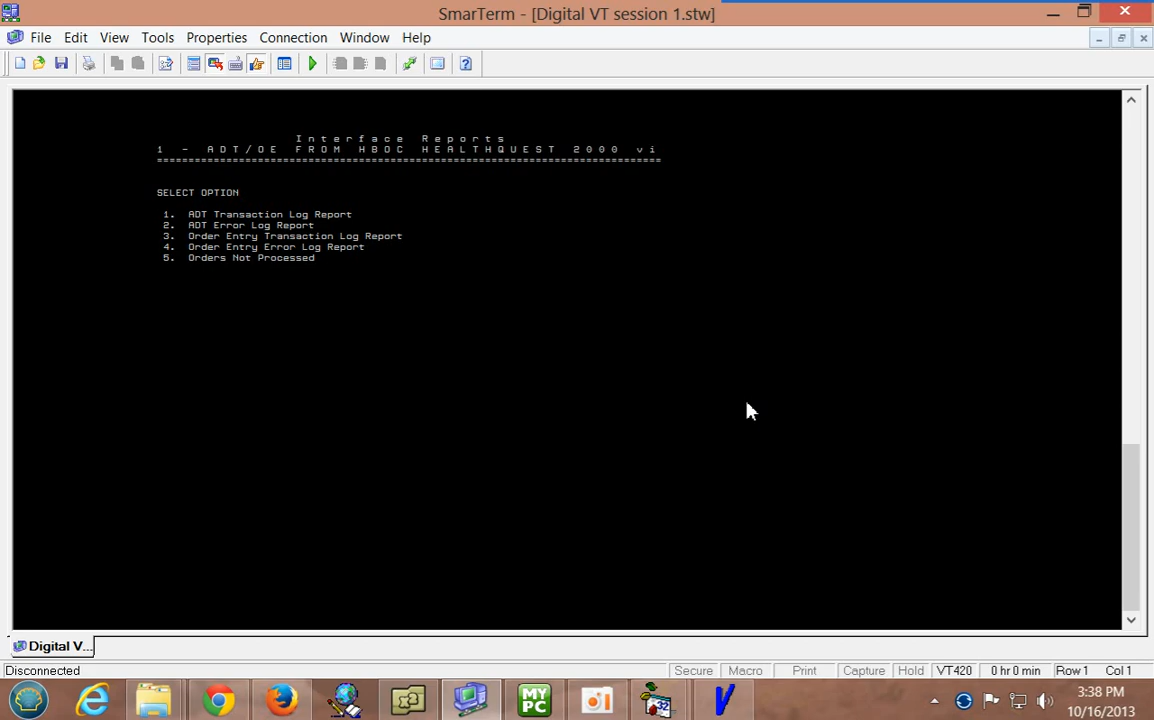 SmarTerm - [Digital VT session 1.stw]
File Edit View Tools Properties Connection Window Help
Interface Reports
1 - ADT/OE FROM HBOC HEALTHQUEST 2000 vi
================================================================================
SELECT OPTION
1. ADT Transaction Log Report
2. ADT Error Log Report
3. Order Entry Transaction Log Report
4. Order Entry Error Log Report
5. Orders Not Processed
Digital V...
Disconnected Secure Macro Print Capture Hold VT420 0 hr 0 min Row 1 Col 1
MY PC 32 V
3:38 PM
10/16/2013